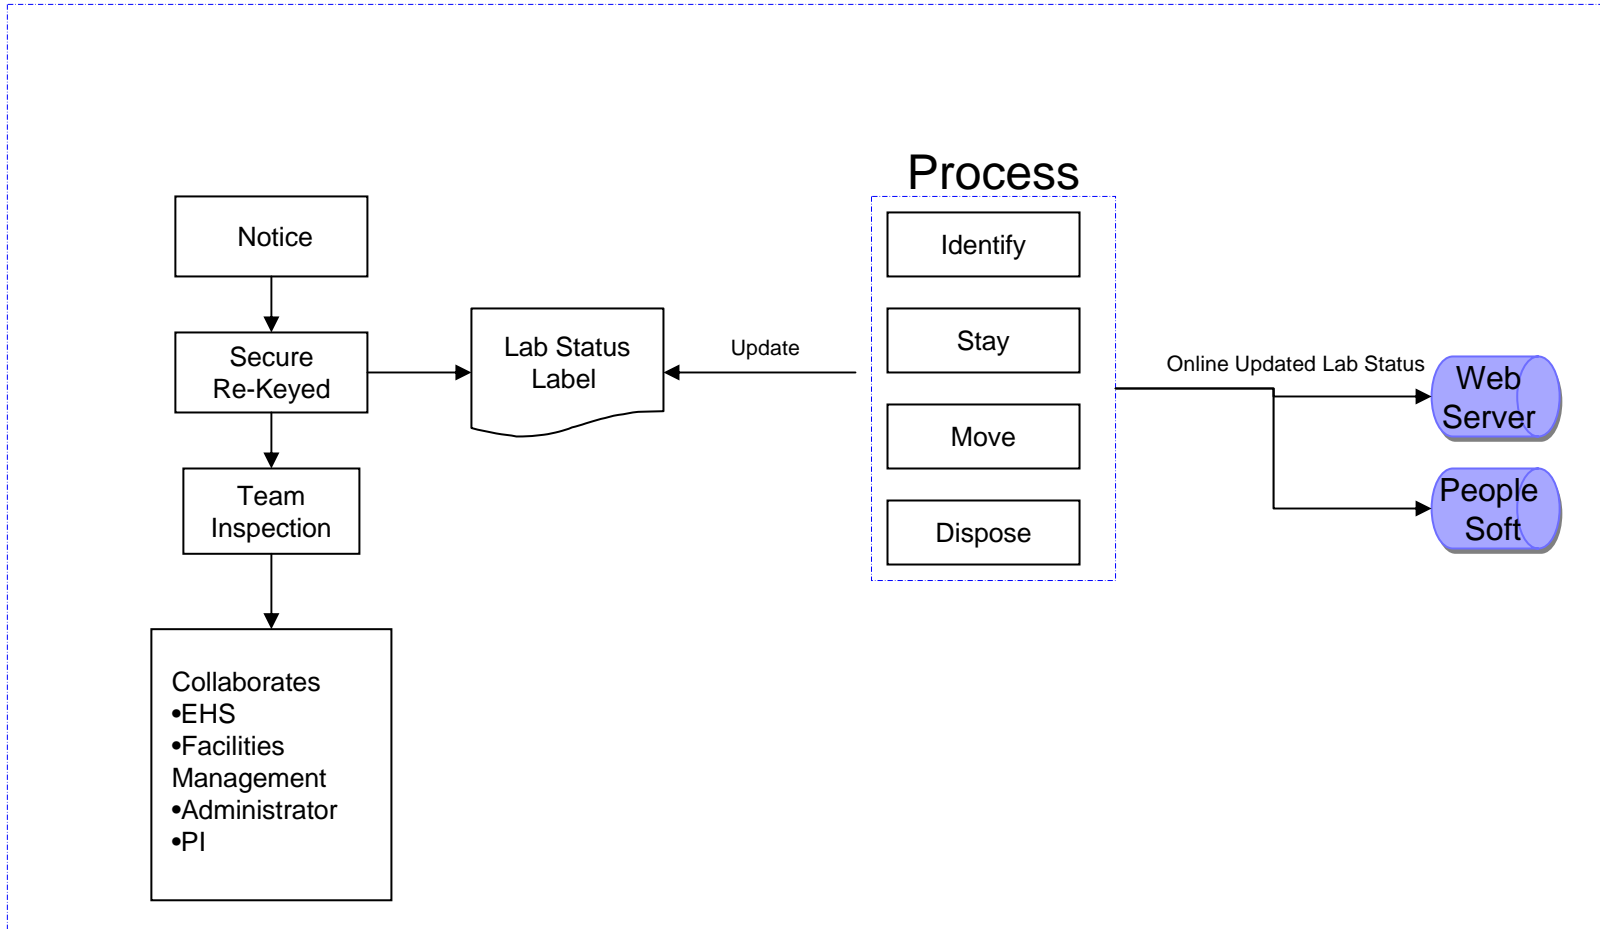 Process
Notice
Secure
Re-Keyed
Team
Inspection
Collaborates
•EHS
•Facilities
Management
•Administrator
•PI
Lab Status
Label
Update
Identify
Stay
Move
Dispose
Online Updated Lab Status
Web
Server
People
Soft